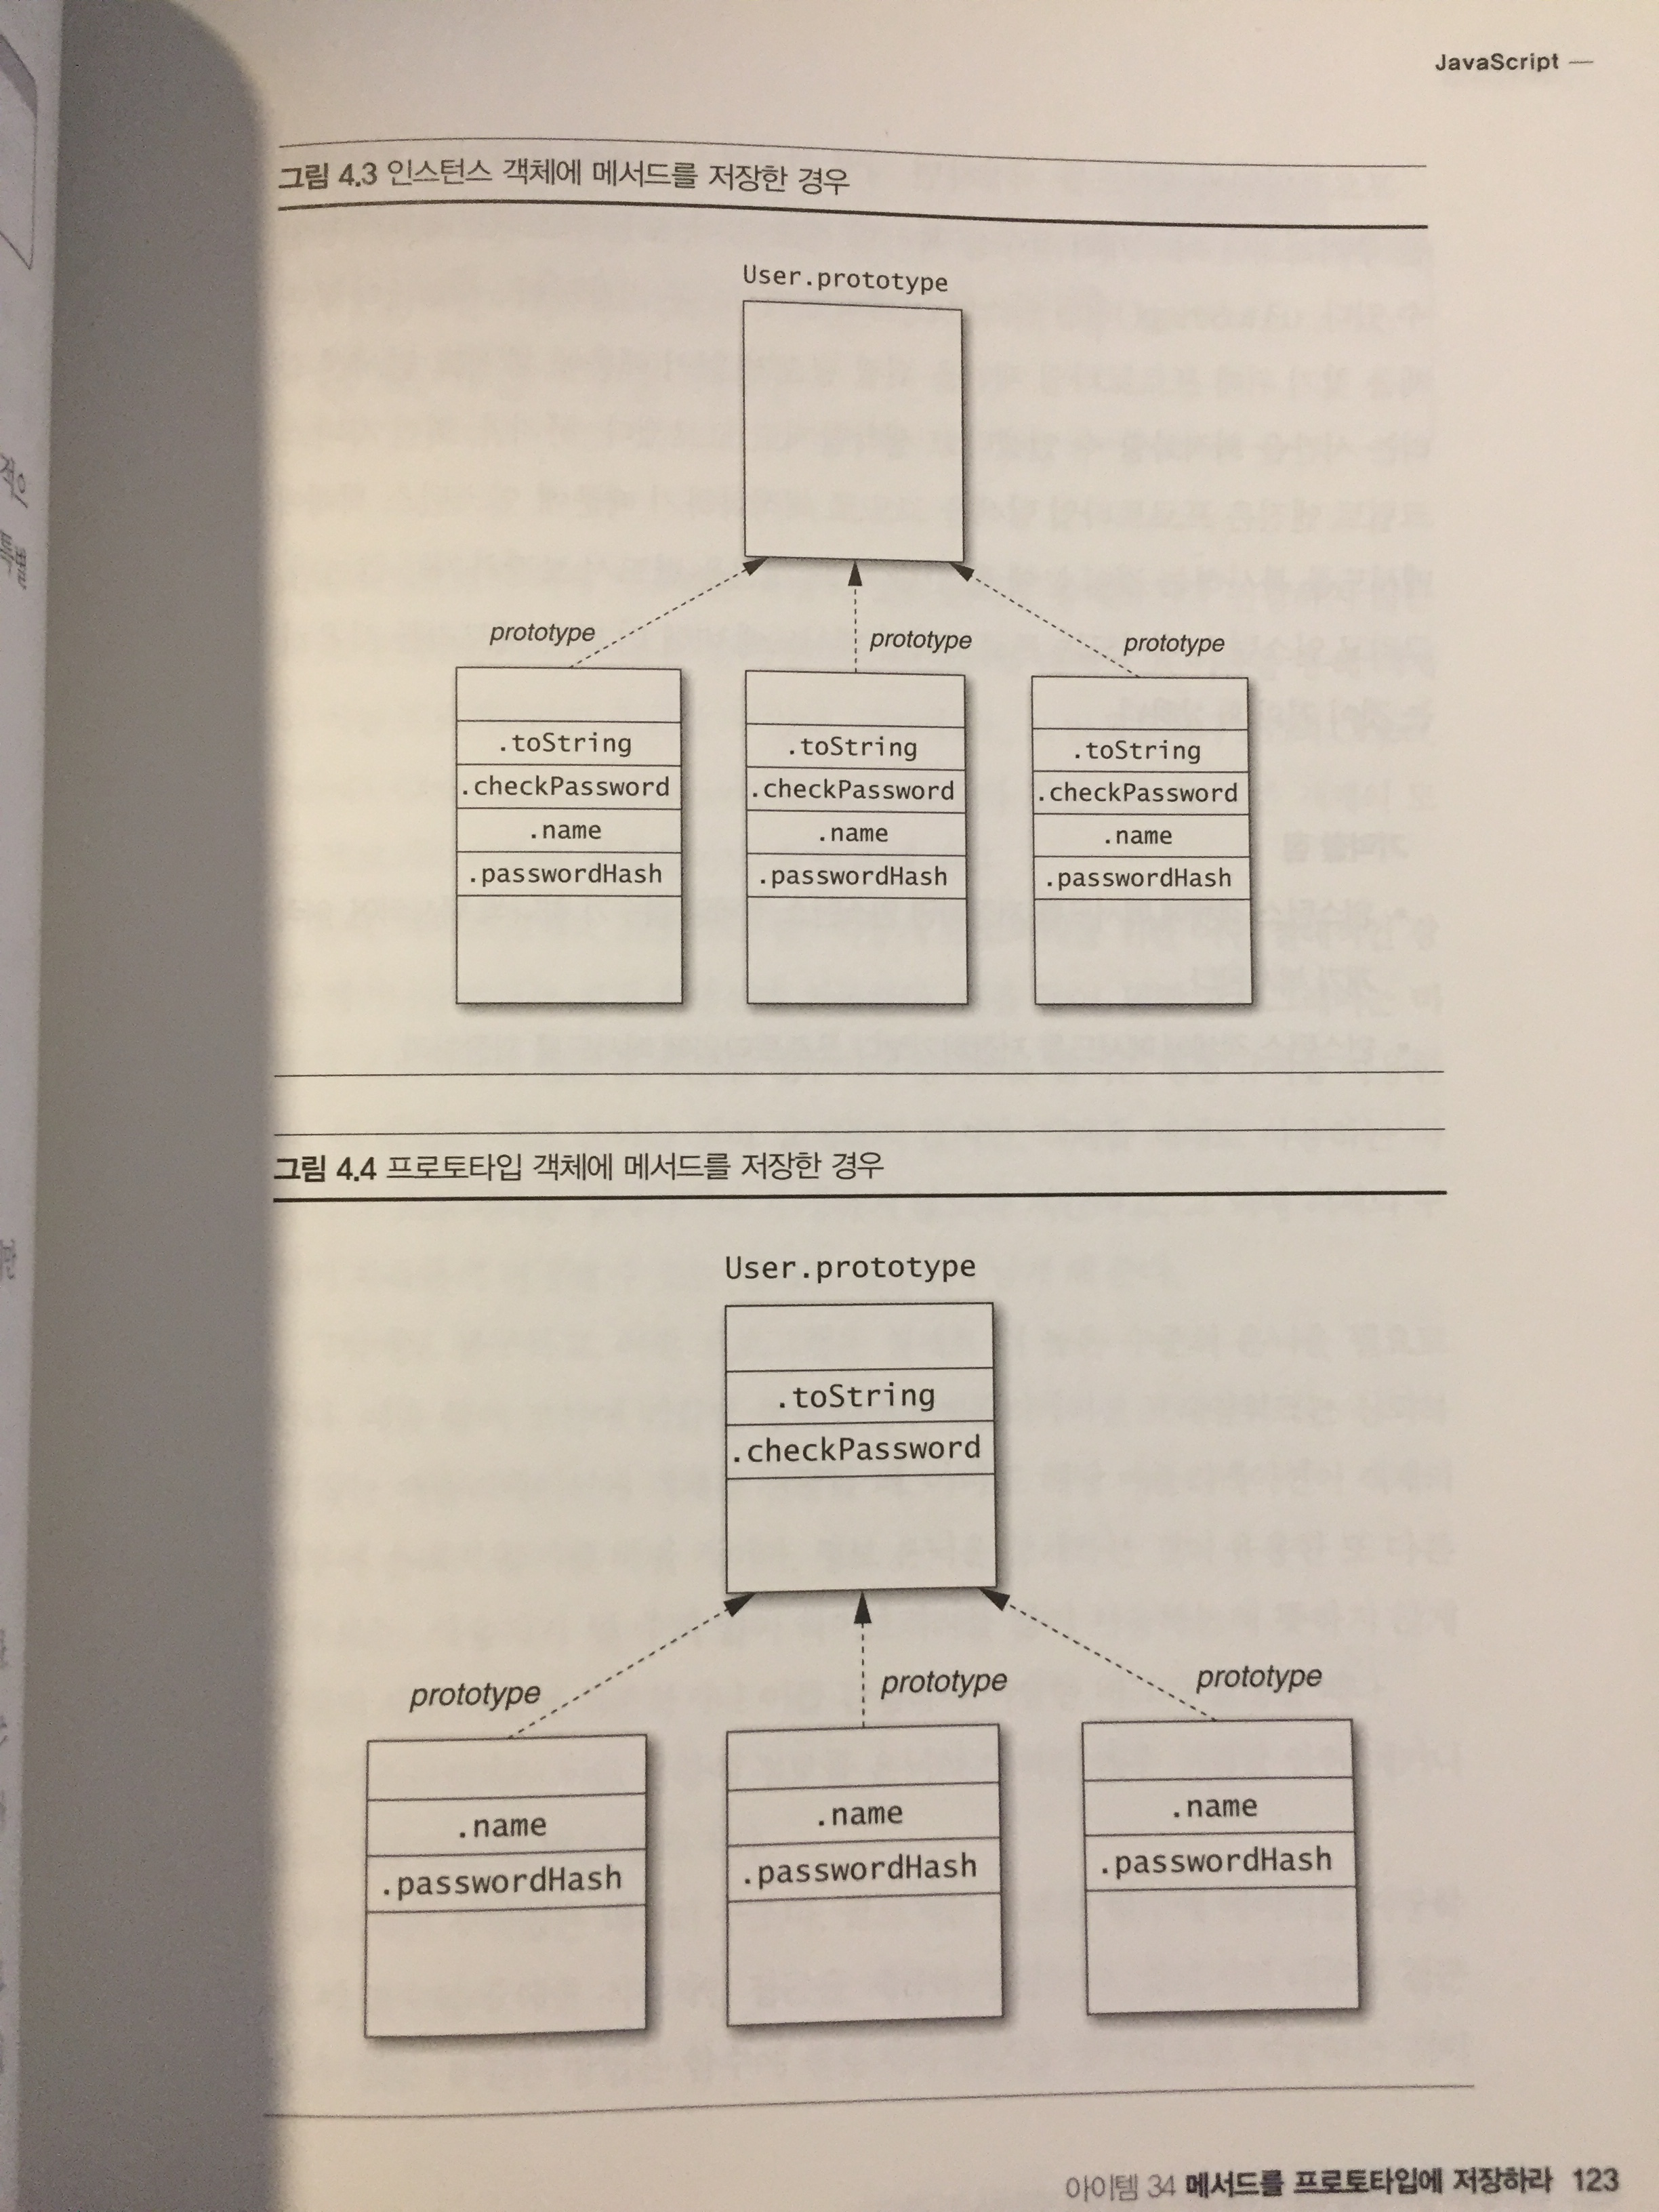 JavaScript —
그림 4.3 인스턴스 객체에 메서드를 저장한 경우
User.prototype
prototype
prototype
prototype
.toString
.checkPassword
.name
.passwordHash
.toString
.checkPassword
.name
.passwordHash
.toString
.checkPassword
.name
.passwordHash
그림 4.4 프로토타입 객체에 메서드를 저장한 경우
User.prototype
.toString
.checkPassword
prototype
prototype
prototype
.name
.passwordHash
.name
.passwordHash
.name
.passwordHash
아이템 34 메서드를 프로토타입에 저장하라 123
적으
특별